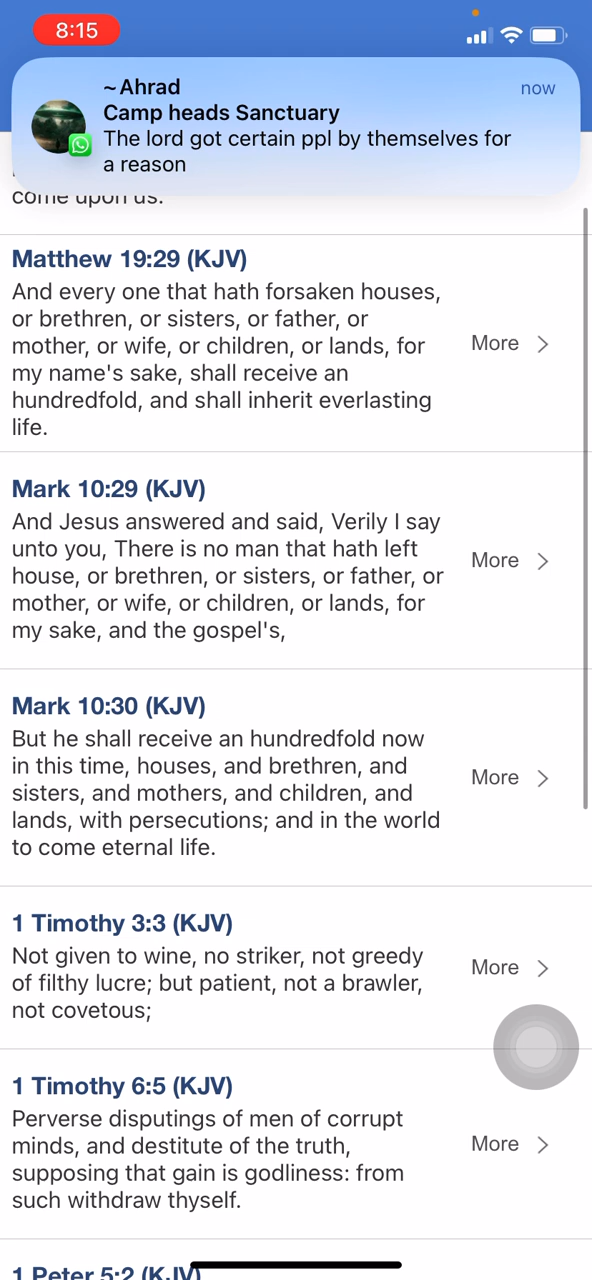 8:15
~Ahrad
now
Camp heads Sanctuary
The lord got certain ppl by themselves for
a reason
come upon us.
Matthew 19:29 (KJV)
And every one that hath forsaken houses,
or brethren, or sisters, or father, or
mother, or wife, or children, or lands, for
my name's sake, shall receive an
hundredfold, and shall inherit everlasting
life.
More
Mark 10:29 (KJV)
And Jesus answered and said, Verily I say
unto you, There is no man that hath left
house, or brethren, or sisters, or father, or
mother, or wife, or children, or lands, for
my sake, and the gospel's,
More
Mark 10:30 (KJV)
But he shall receive an hundredfold now
in this time, houses, and brethren, and
sisters, and mothers, and children, and
lands, with persecutions; and in the world
to come eternal life.
More
1 Timothy 3:3 (KJV)
Not given to wine, no striker, not greedy
of filthy lucre; but patient, not a brawler,
not covetous;
More
1 Timothy 6:5 (KJV)
Perverse disputings of men of corrupt
minds, and destitute of the truth,
supposing that gain is godliness: from
such withdraw thyself.
More
1 Peter 5:2 (KJV)